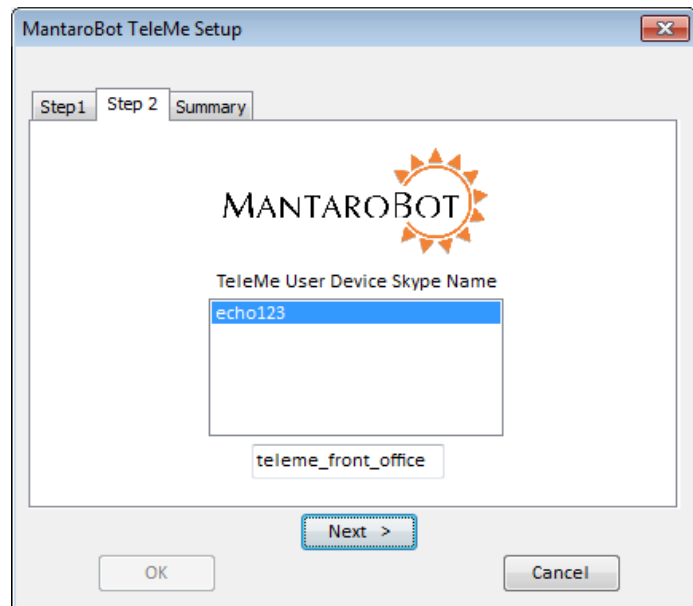 MantaroBot TeleMe Setup
Step1 Step 2 Summary
MANTAROBOT
TeleMe User Device Skype Name
echo123
teleme_front_office
Next >
OK Cancel